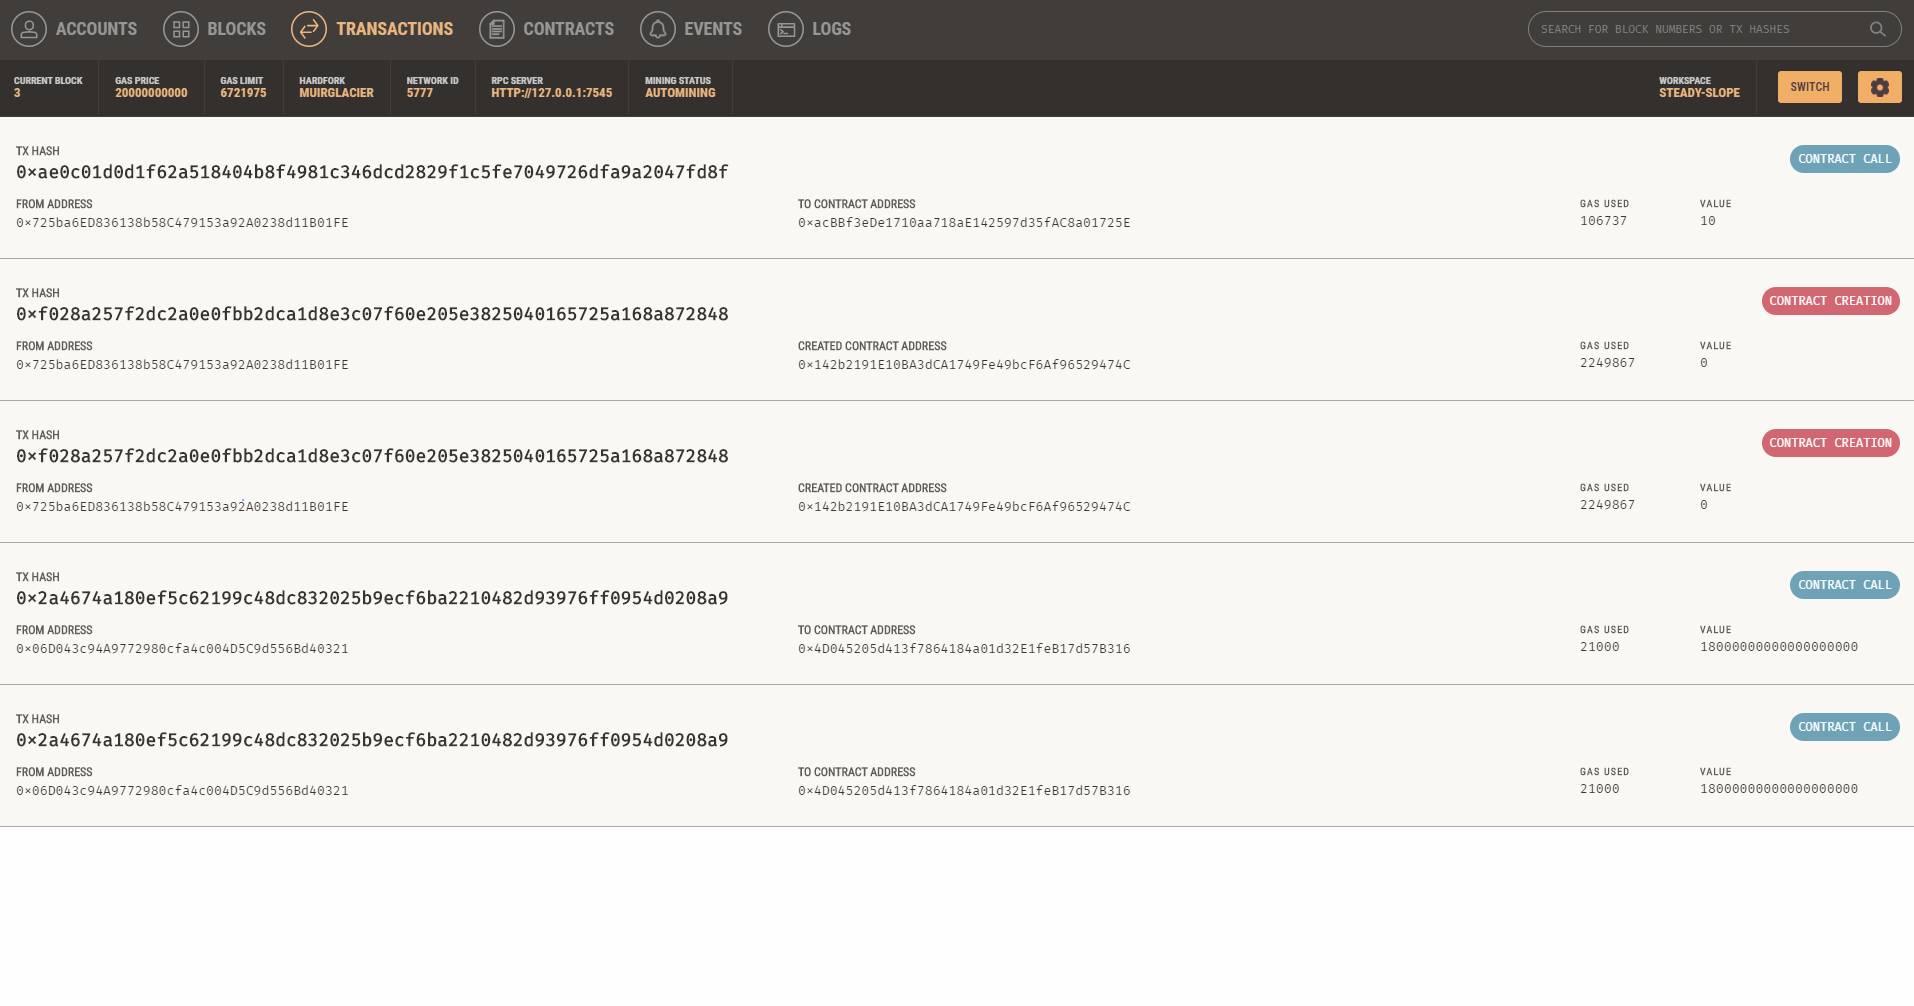 ACCOUNTS BLOCKS TRANSACTIONS CONTRACTS EVENTS LOGS SEARCH FOR BLOCK NUMBERS OR TX HASHES
CURRENT BLOCK GAS PRICE GAS LIMIT HARDFORK NETWORK ID RPC SERVER MINING STATUS WORKSPACE
3 20000000000 6721975 MUIRGLACIER 5777 HTTP://127.0.0.1:7545 AUTOMINING STEADY-SLOPE SWITCH
TX HASH
0×ae0c01d0d1f62a518404b8f4981c346dcd2829f1c5fe7049726dfa9a2047fd8f CONTRACT CALL
FROM ADDRESS TO CONTRACT ADDRESS GAS USED VALUE
0×725ba6ED836138b58C479153a92A0238d11B01FE 0×acBBf3eDe1710aa718aE142597d35fAC8a01725E 106737 10
TX HASH
0×f028a257f2dc2a0e0fbb2dca1d8e3c07f60e205e3825040165725a168a872848 CONTRACT CREATION
FROM ADDRESS CREATED CONTRACT ADDRESS GAS USED VALUE
0×725ba6ED836138b58C479153a92A0238d11B01FE 0×142b2191E10BA3dCA1749Fe49bcF6Af96529474C 2249867 0
TX HASH
0×f028a257f2dc2a0e0fbb2dca1d8e3c07f60e205e3825040165725a168a872848 CONTRACT CREATION
FROM ADDRESS CREATED CONTRACT ADDRESS GAS USED VALUE
0×725ba6ED836138b58C479153a92A0238d11B01FE 0×142b2191E10BA3dCA1749Fe49bcF6Af96529474C 2249867 0
TX HASH
0×2a4674a180ef5c62199c48dc832025b9ecf6ba2210482d93976ff0954d0208a9 CONTRACT CALL
FROM ADDRESS TO CONTRACT ADDRESS GAS USED VALUE
0×06D043c94A9772980cfa4c004D5C9d556Bd40321 0×4D045205d413f7864184a01d32E1feB17d57B316 21000 18000000000000000000
TX HASH
0×2a4674a180ef5c62199c48dc832025b9ecf6ba2210482d93976ff0954d0208a9 CONTRACT CALL
FROM ADDRESS TO CONTRACT ADDRESS GAS USED VALUE
0×06D043c94A9772980cfa4c004D5C9d556Bd40321 0×4D045205d413f7864184a01d32E1feB17d57B316 21000 18000000000000000000